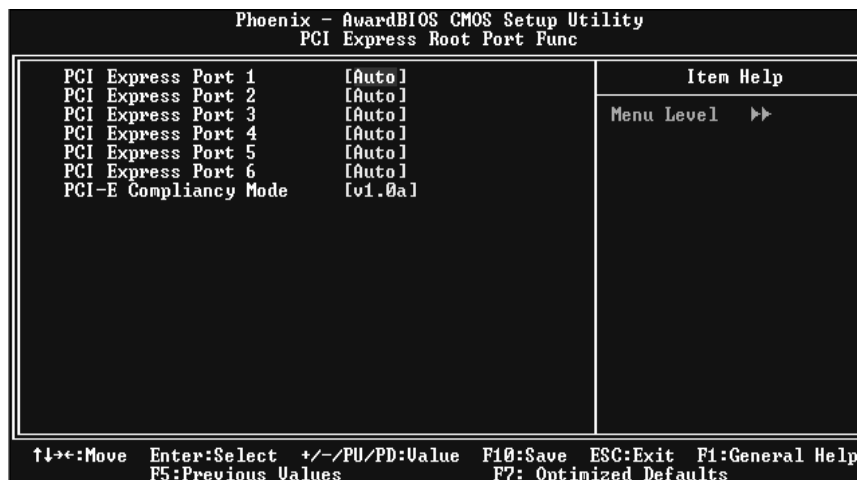 Phoenix - AwardBIOS CMOS Setup Utility
PCI Express Root Port Func
PCI Express Port 1 [Auto]
PCI Express Port 2 [Auto]
PCI Express Port 3 [Auto]
PCI Express Port 4 [Auto]
PCI Express Port 5 [Auto]
PCI Express Port 6 [Auto]
PCI-E Compliancy Mode [v1.0a]
Item Help
Menu Level ▸▸
↑↓→←:Move Enter:Select +/-/PU/PD:Value F10:Save ESC:Exit F1:General Help
F5:Previous Values F7: Optimized Defaults